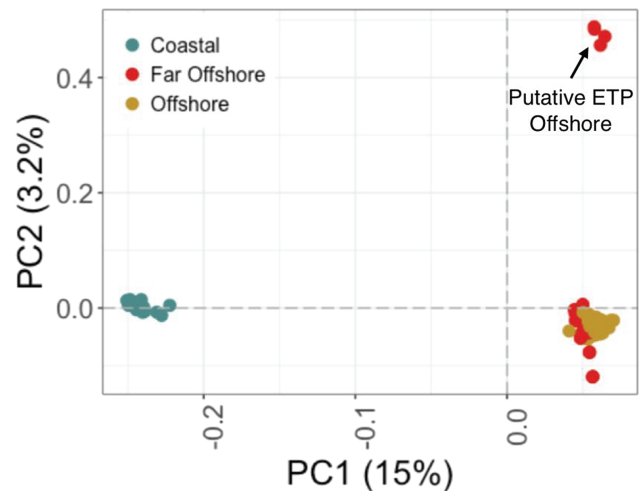 Coastal
Far Offshore
Offshore
Putative ETP
Offshore
PC2 (3.2%)
0.4
0.2
0.0
-0.2
-0.1
0.0
PC1 (15%)